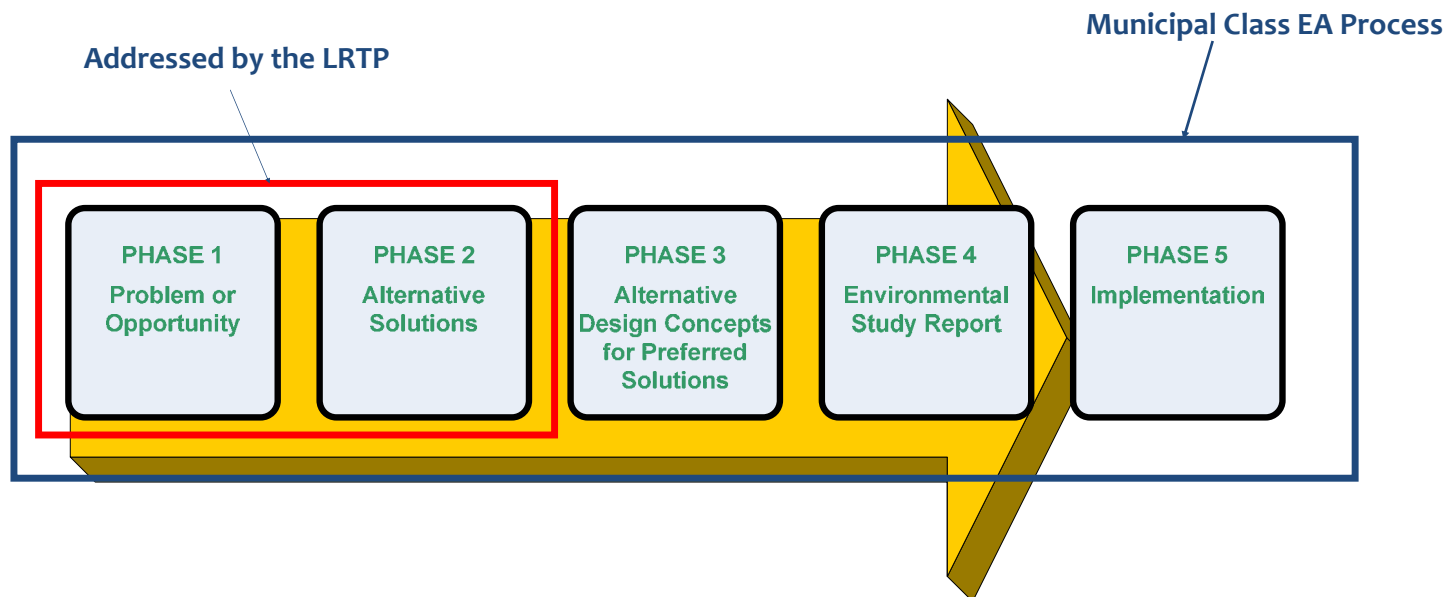 Municipal Class EA Process
Addressed by the LRTP
PHASE 1
Problem or
Opportunity
PHASE 2
Alternative
Solutions
PHASE 3
Alternative
Design Concepts
for Preferred
Solutions
PHASE 4
Environmental
Study Report
PHASE 5
Implementation